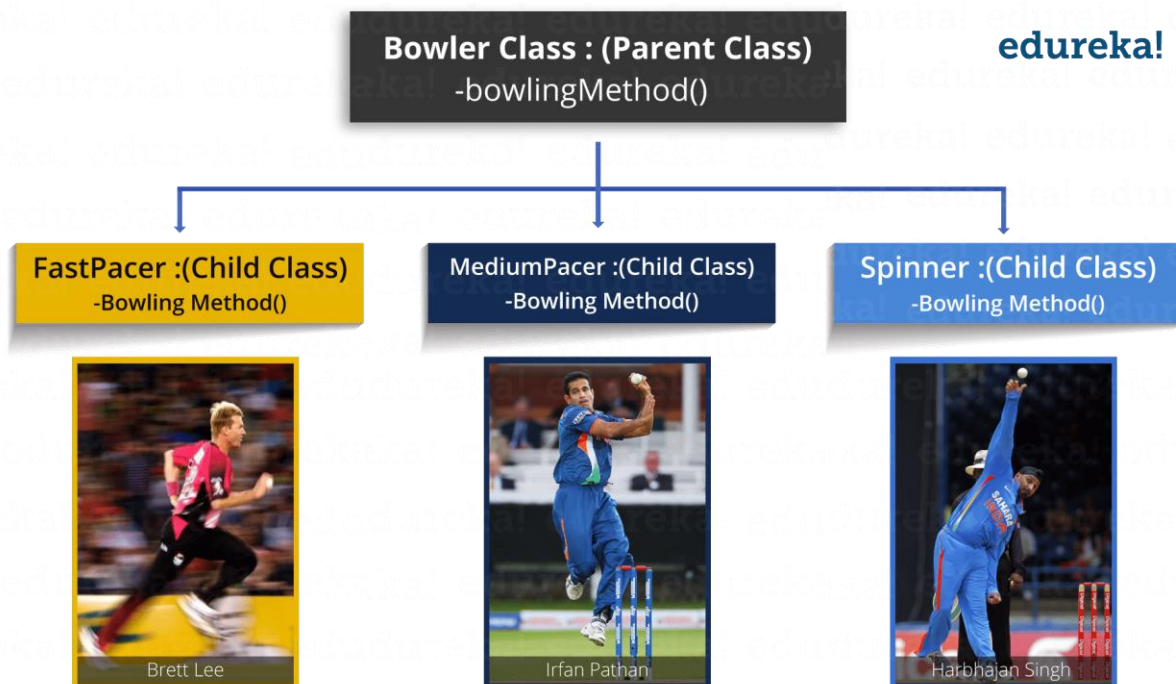 Bowler Class : (Parent Class)
-bowlingMethod()
edureka!
FastPacer :(Child Class)
-Bowling Method()
MediumPacer :(Child Class)
-Bowling Method()
Spinner :(Child Class)
-Bowling Method()
SAHARA
Brett Lee
Irfan Pathan
Harbhajan Singh